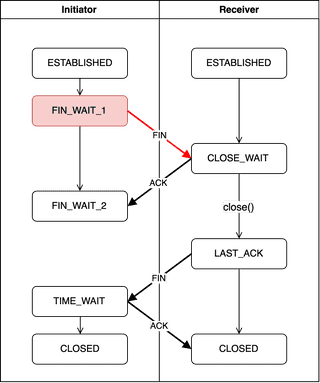 Initiator
Receiver
ESTABLISHED
ESTABLISHED
FIN_WAIT_1
FIN
CLOSE_WAIT
ACK
FIN_WAIT_2
close()
LAST_ACK
FIN
TIME_WAIT
ACK
CLOSED
CLOSED